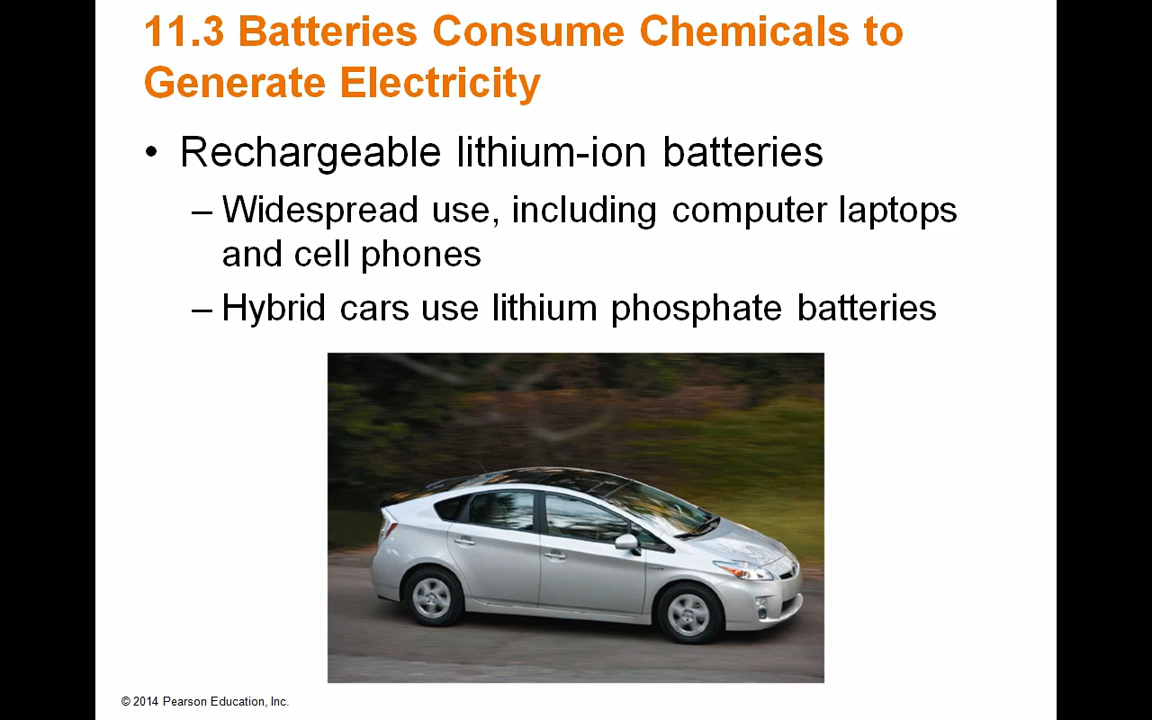 11.3 Batteries Consume Chemicals to
Generate Electricity
• Rechargeable lithium-ion batteries
– Widespread use, including computer laptops
and cell phones
– Hybrid cars use lithium phosphate batteries
© 2014 Pearson Education, Inc.